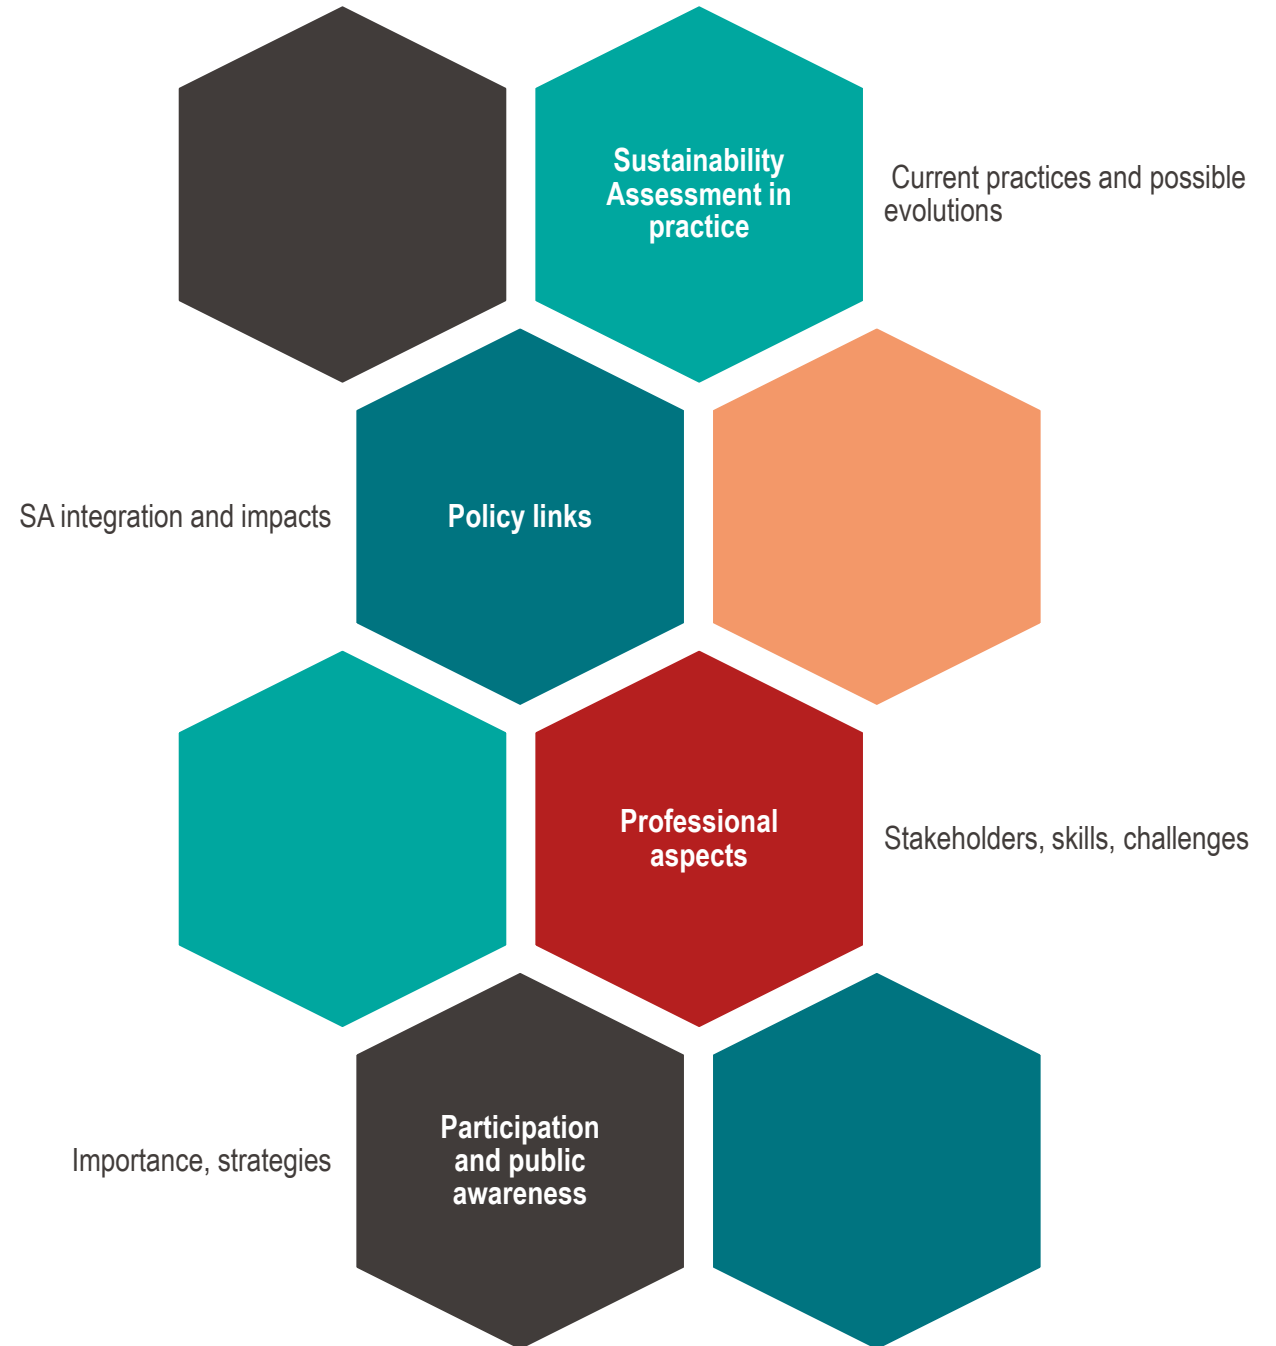 Sustainability
Assessment in
practice
Current practices and possible
evolutions
SA integration and impacts
Policy links
Professional
aspects
Stakeholders, skills, challenges
Importance, strategies
Participation
and public
awareness